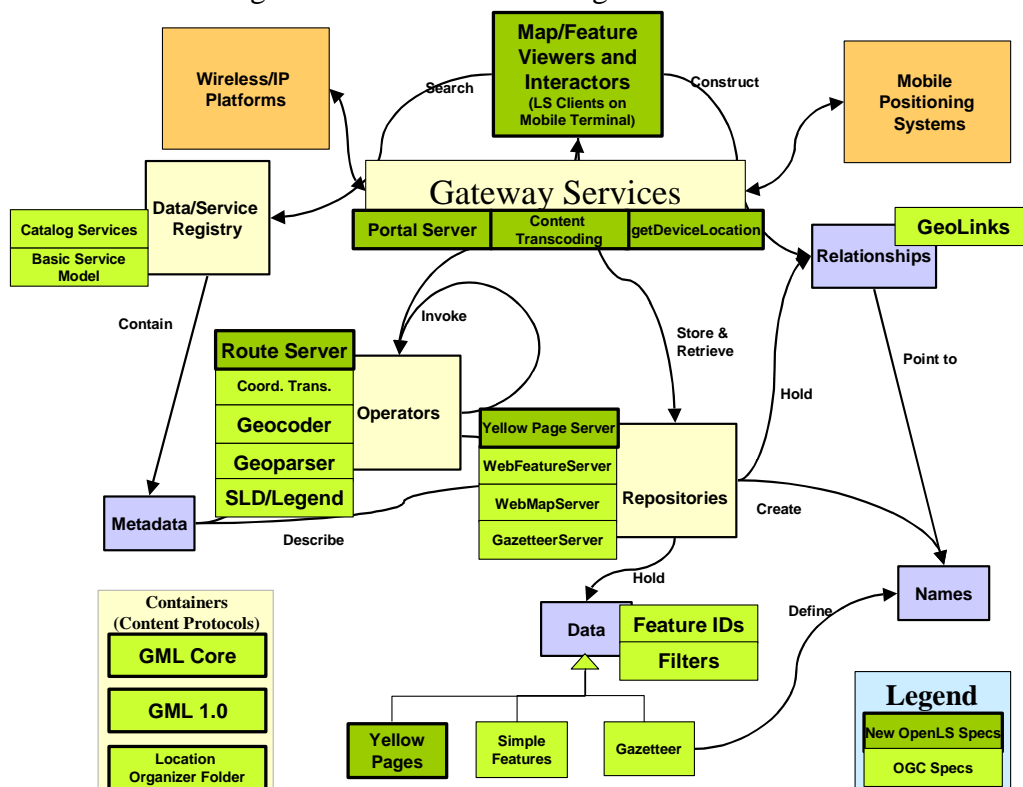 Map/Feature
Viewers and
Interactors
(LS Clients on
Mobile Terminal)
Wireless/IP
Platforms
Mobile
Positioning
Systems
Search
Construct
Gateway Services
Portal Server
Content
Transcoding
getDeviceLocation
Data/Service
Registry
Catalog Services
Basic Service
Model
GeoLinks
Relationships
Contain
Invoke
Store &
Retrieve
Point to
Hold
Route Server
Coord. Trans.
Geocoder
Geoparser
SLD/Legend
Operators
Yellow Page Server
WebFeatureServer
WebMapServer
GazetteerServer
Repositories
Metadata
Describe
Create
Hold
Names
Define
Data
Feature IDs
Filters
Containers
(Content Protocols)
GML Core
GML 1.0
Location
Organizer Folder
Yellow
Pages
Simple
Features
Gazetteer
Legend
New OpenLS Specs
OGC Specs